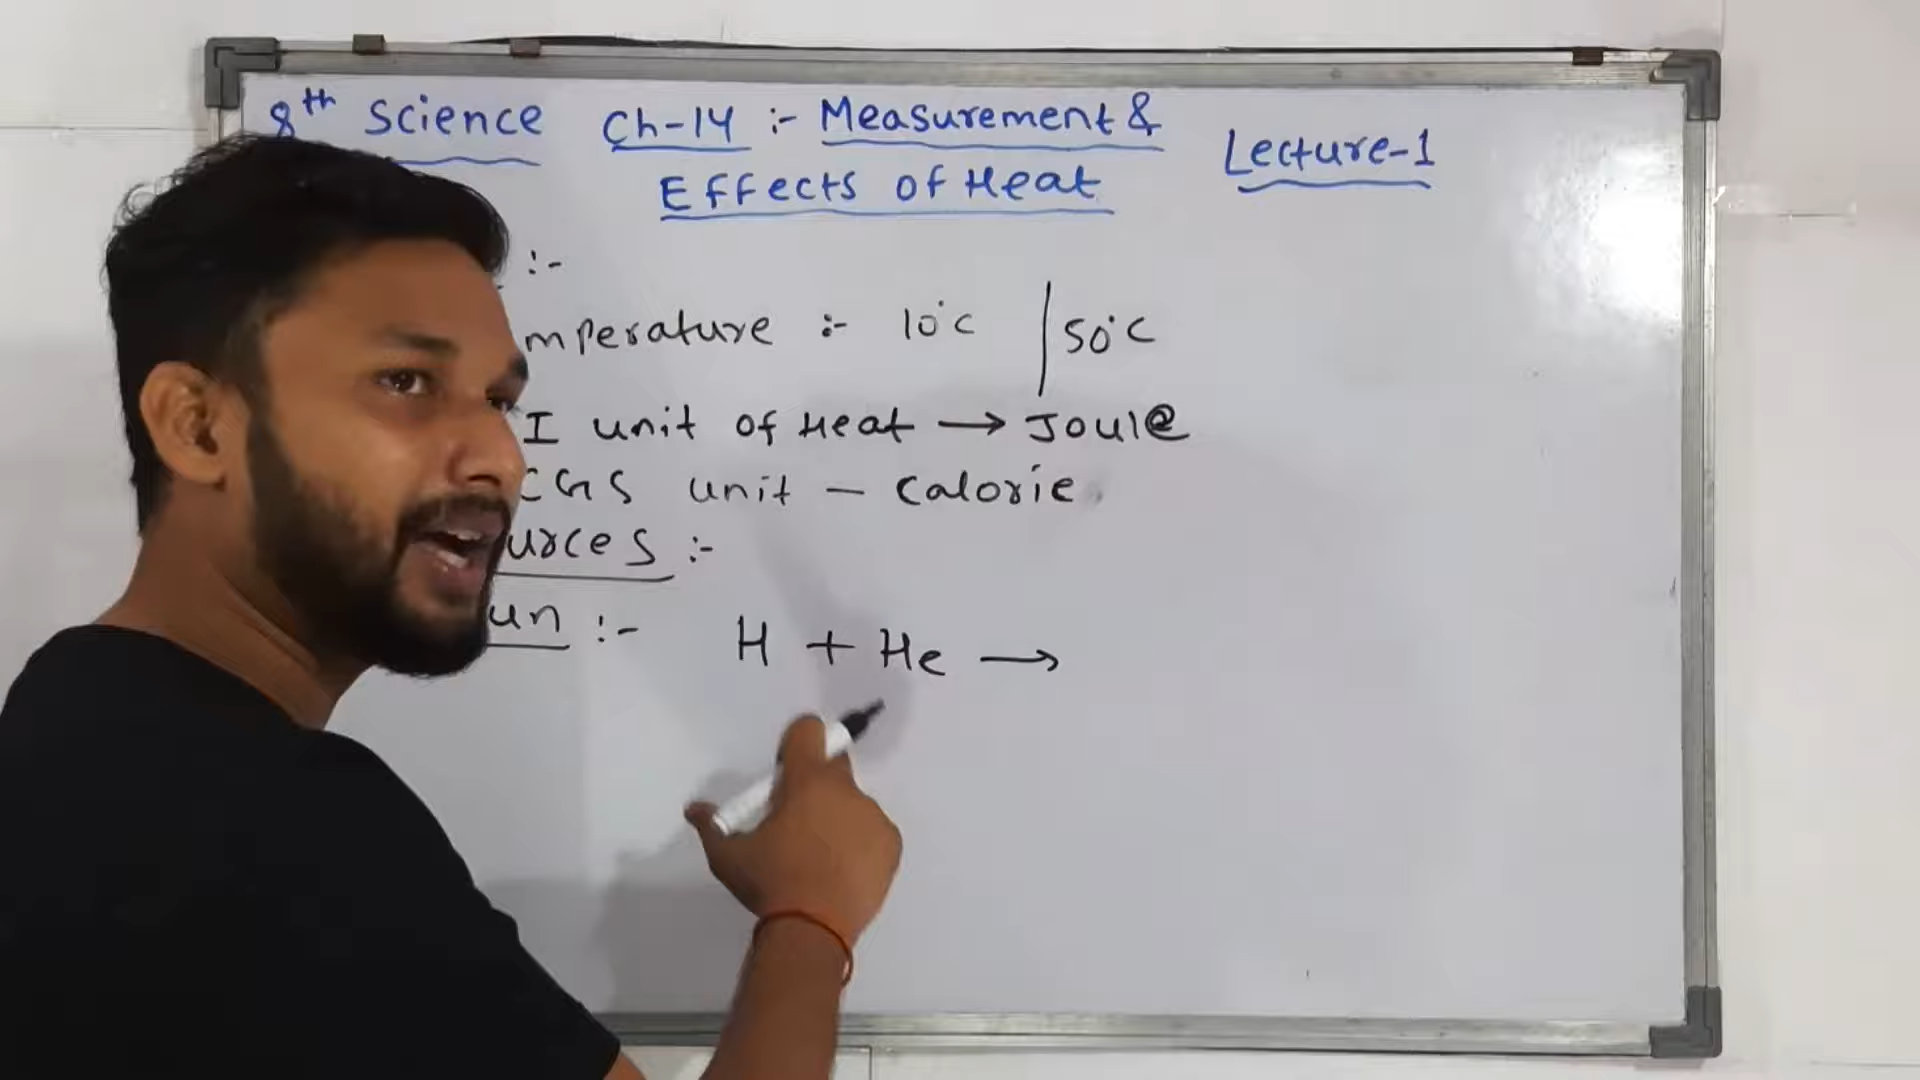 8th Science Ch-14 :- Measurement &
Effects of Heat
Lecture-1
:-
mperature :- 10°C | 50°C
I unit of Heat → Joule
CGS unit - Calorie
urces :-
un :- H + He →